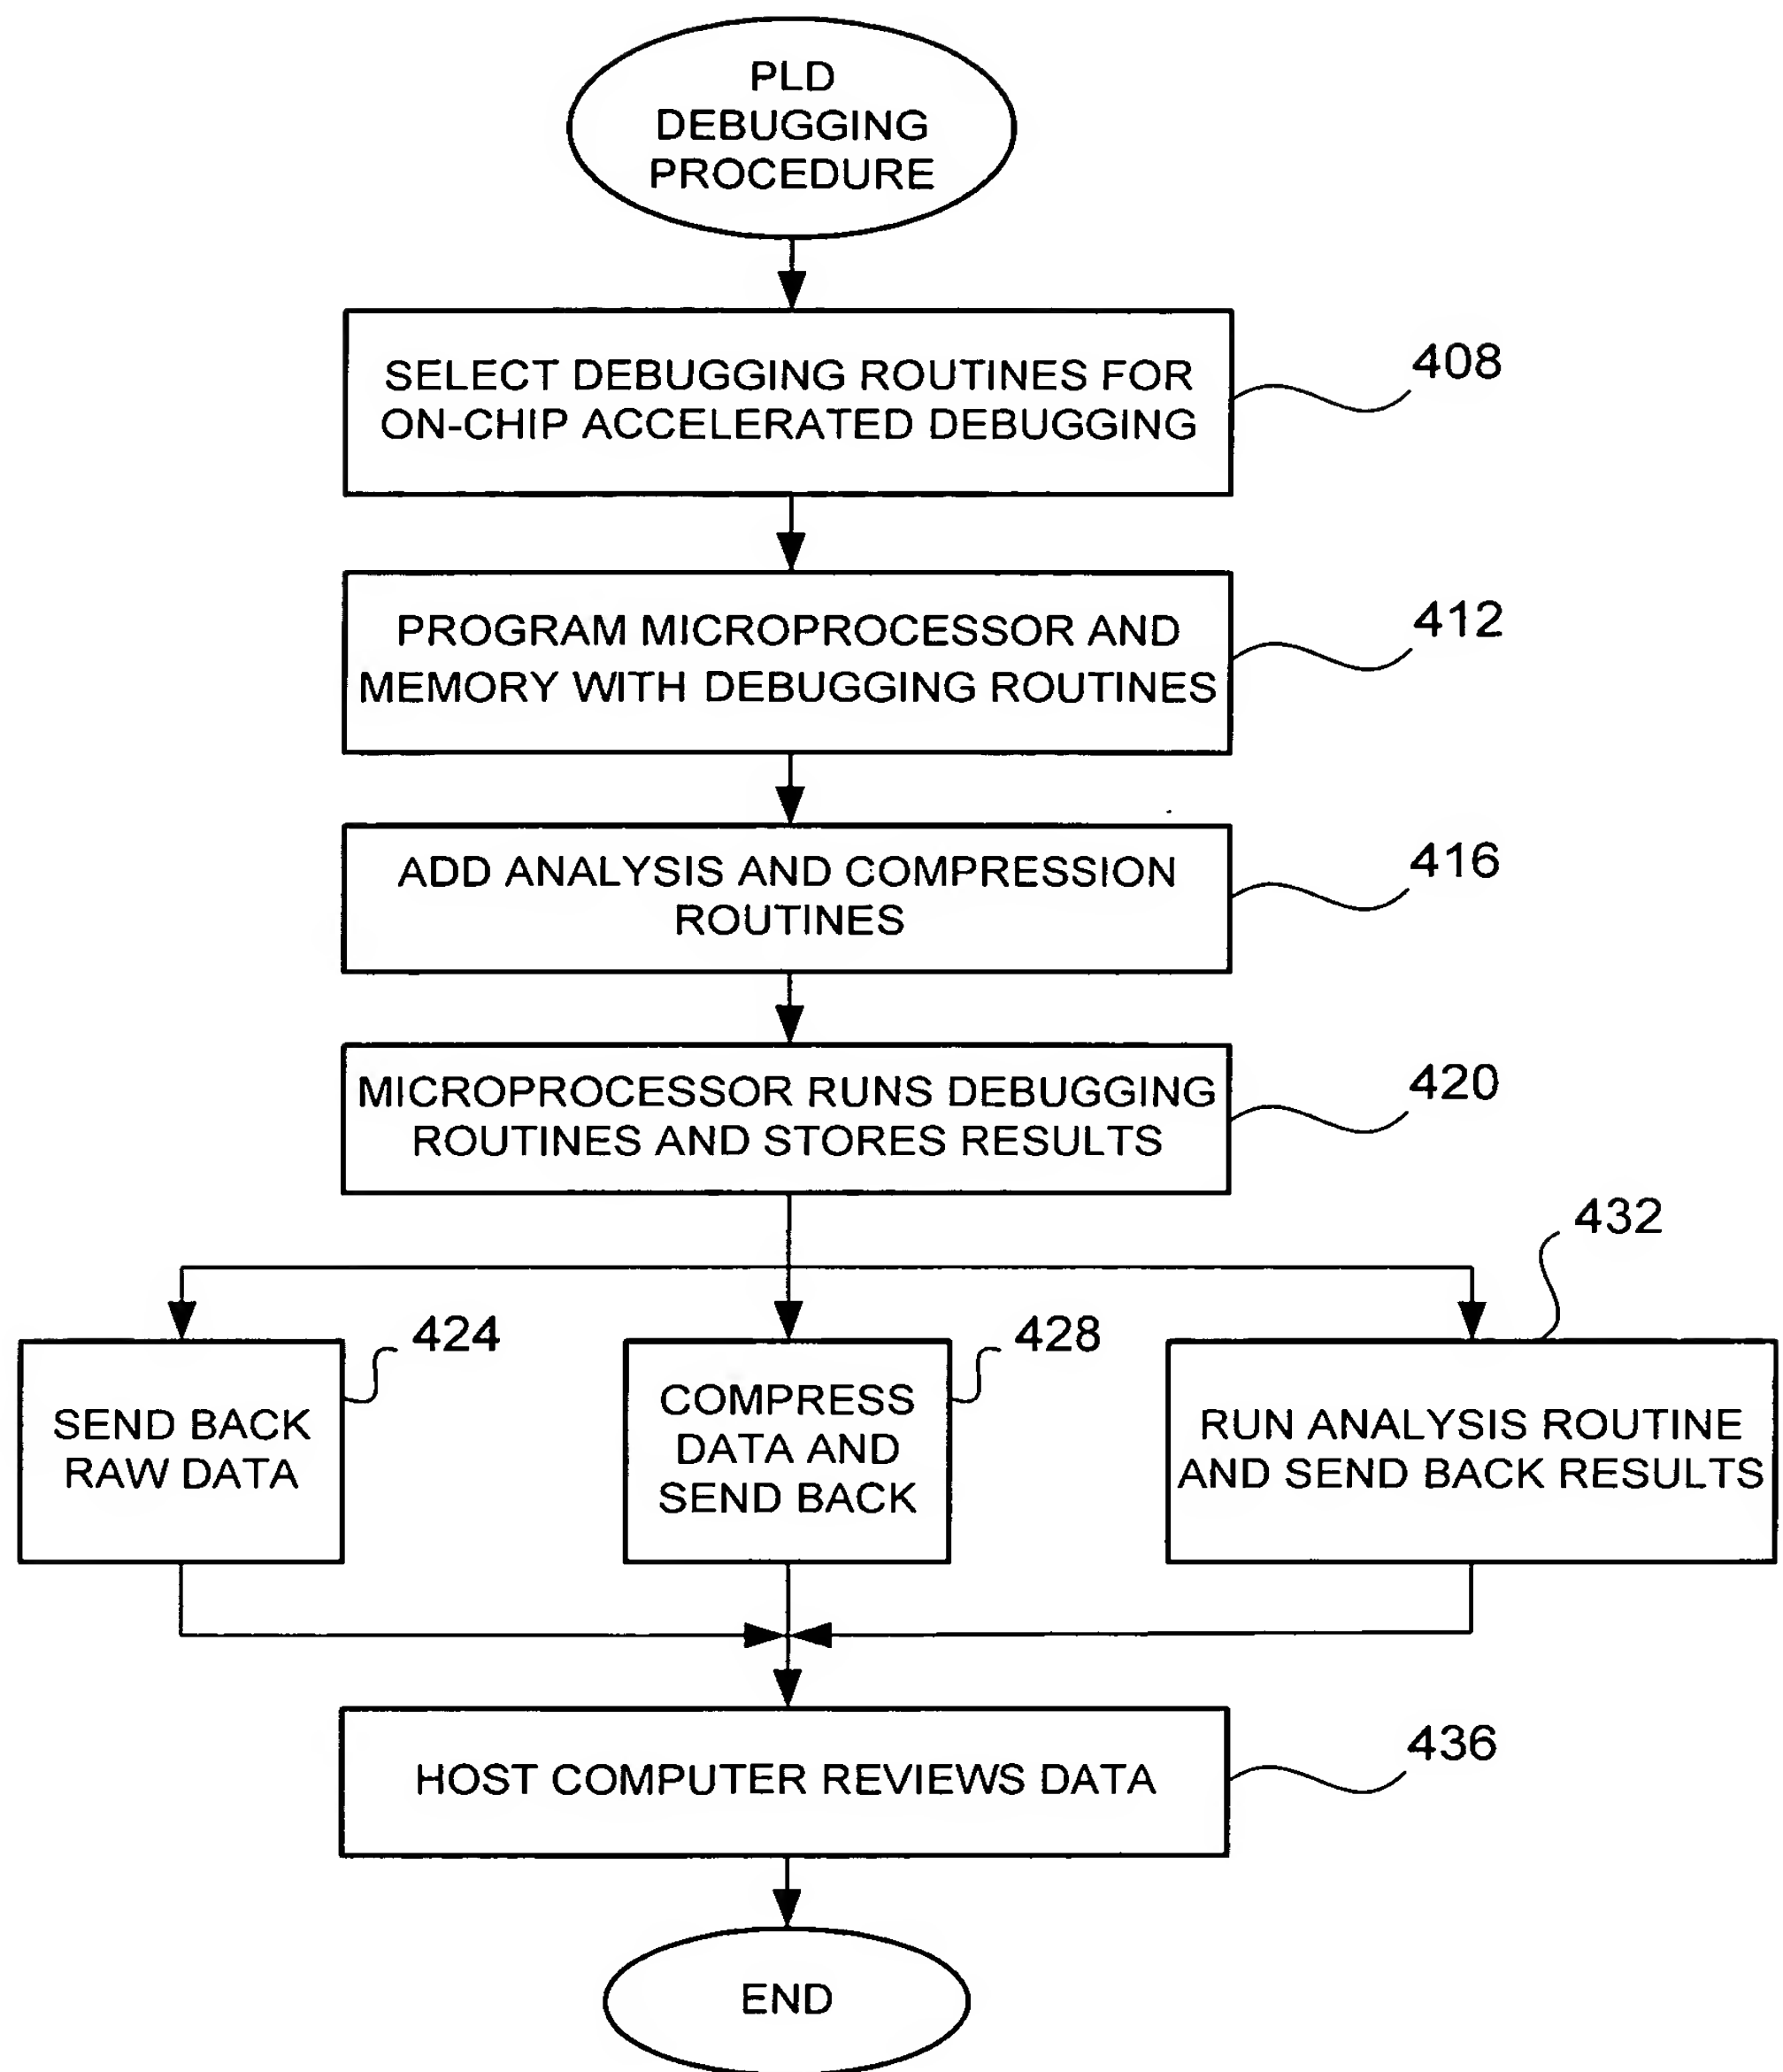 PLD
DEBUGGING
PROCEDURE
SELECT DEBUGGING ROUTINES FOR
ON-CHIP ACCELERATED DEBUGGING
408
PROGRAM MICROPROCESSOR AND
MEMORY WITH DEBUGGING ROUTINES
412
ADD ANALYSIS AND COMPRESSION
ROUTINES
416
MICROPROCESSOR RUNS DEBUGGING
ROUTINES AND STORES RESULTS
420
432
424
428
SEND BACK
RAW DATA
COMPRESS
DATA AND
SEND BACK
RUN ANALYSIS ROUTINE
AND SEND BACK RESULTS
HOST COMPUTER REVIEWS DATA
436
END